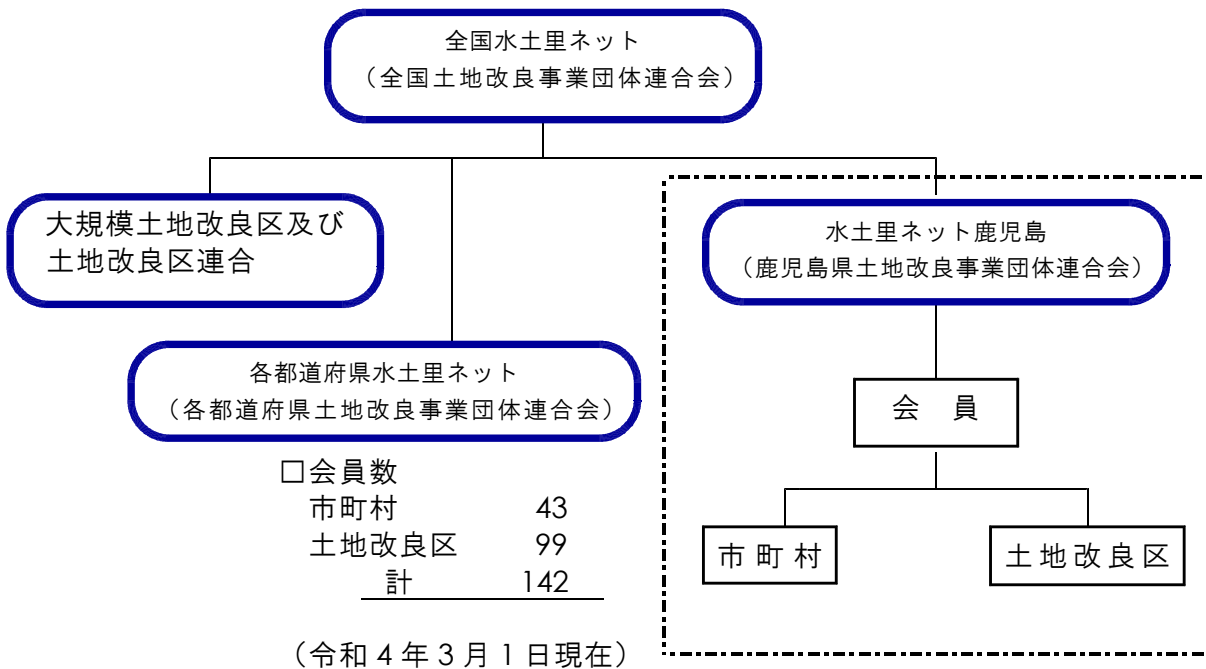 全国水土里ネット
（全国土地改良事業団体連合会）
大規模土地改良区及び
土地改良区連合
水土里ネット鹿児島
（鹿児島県土地改良事業団体連合会）
各都道府県水土里ネット
（各都道府県土地改良事業団体連合会）
会　員
□会員数
市町村　43
土地改良区　99
計　142
市町村
土地改良区
（令和４年３月１日現在）